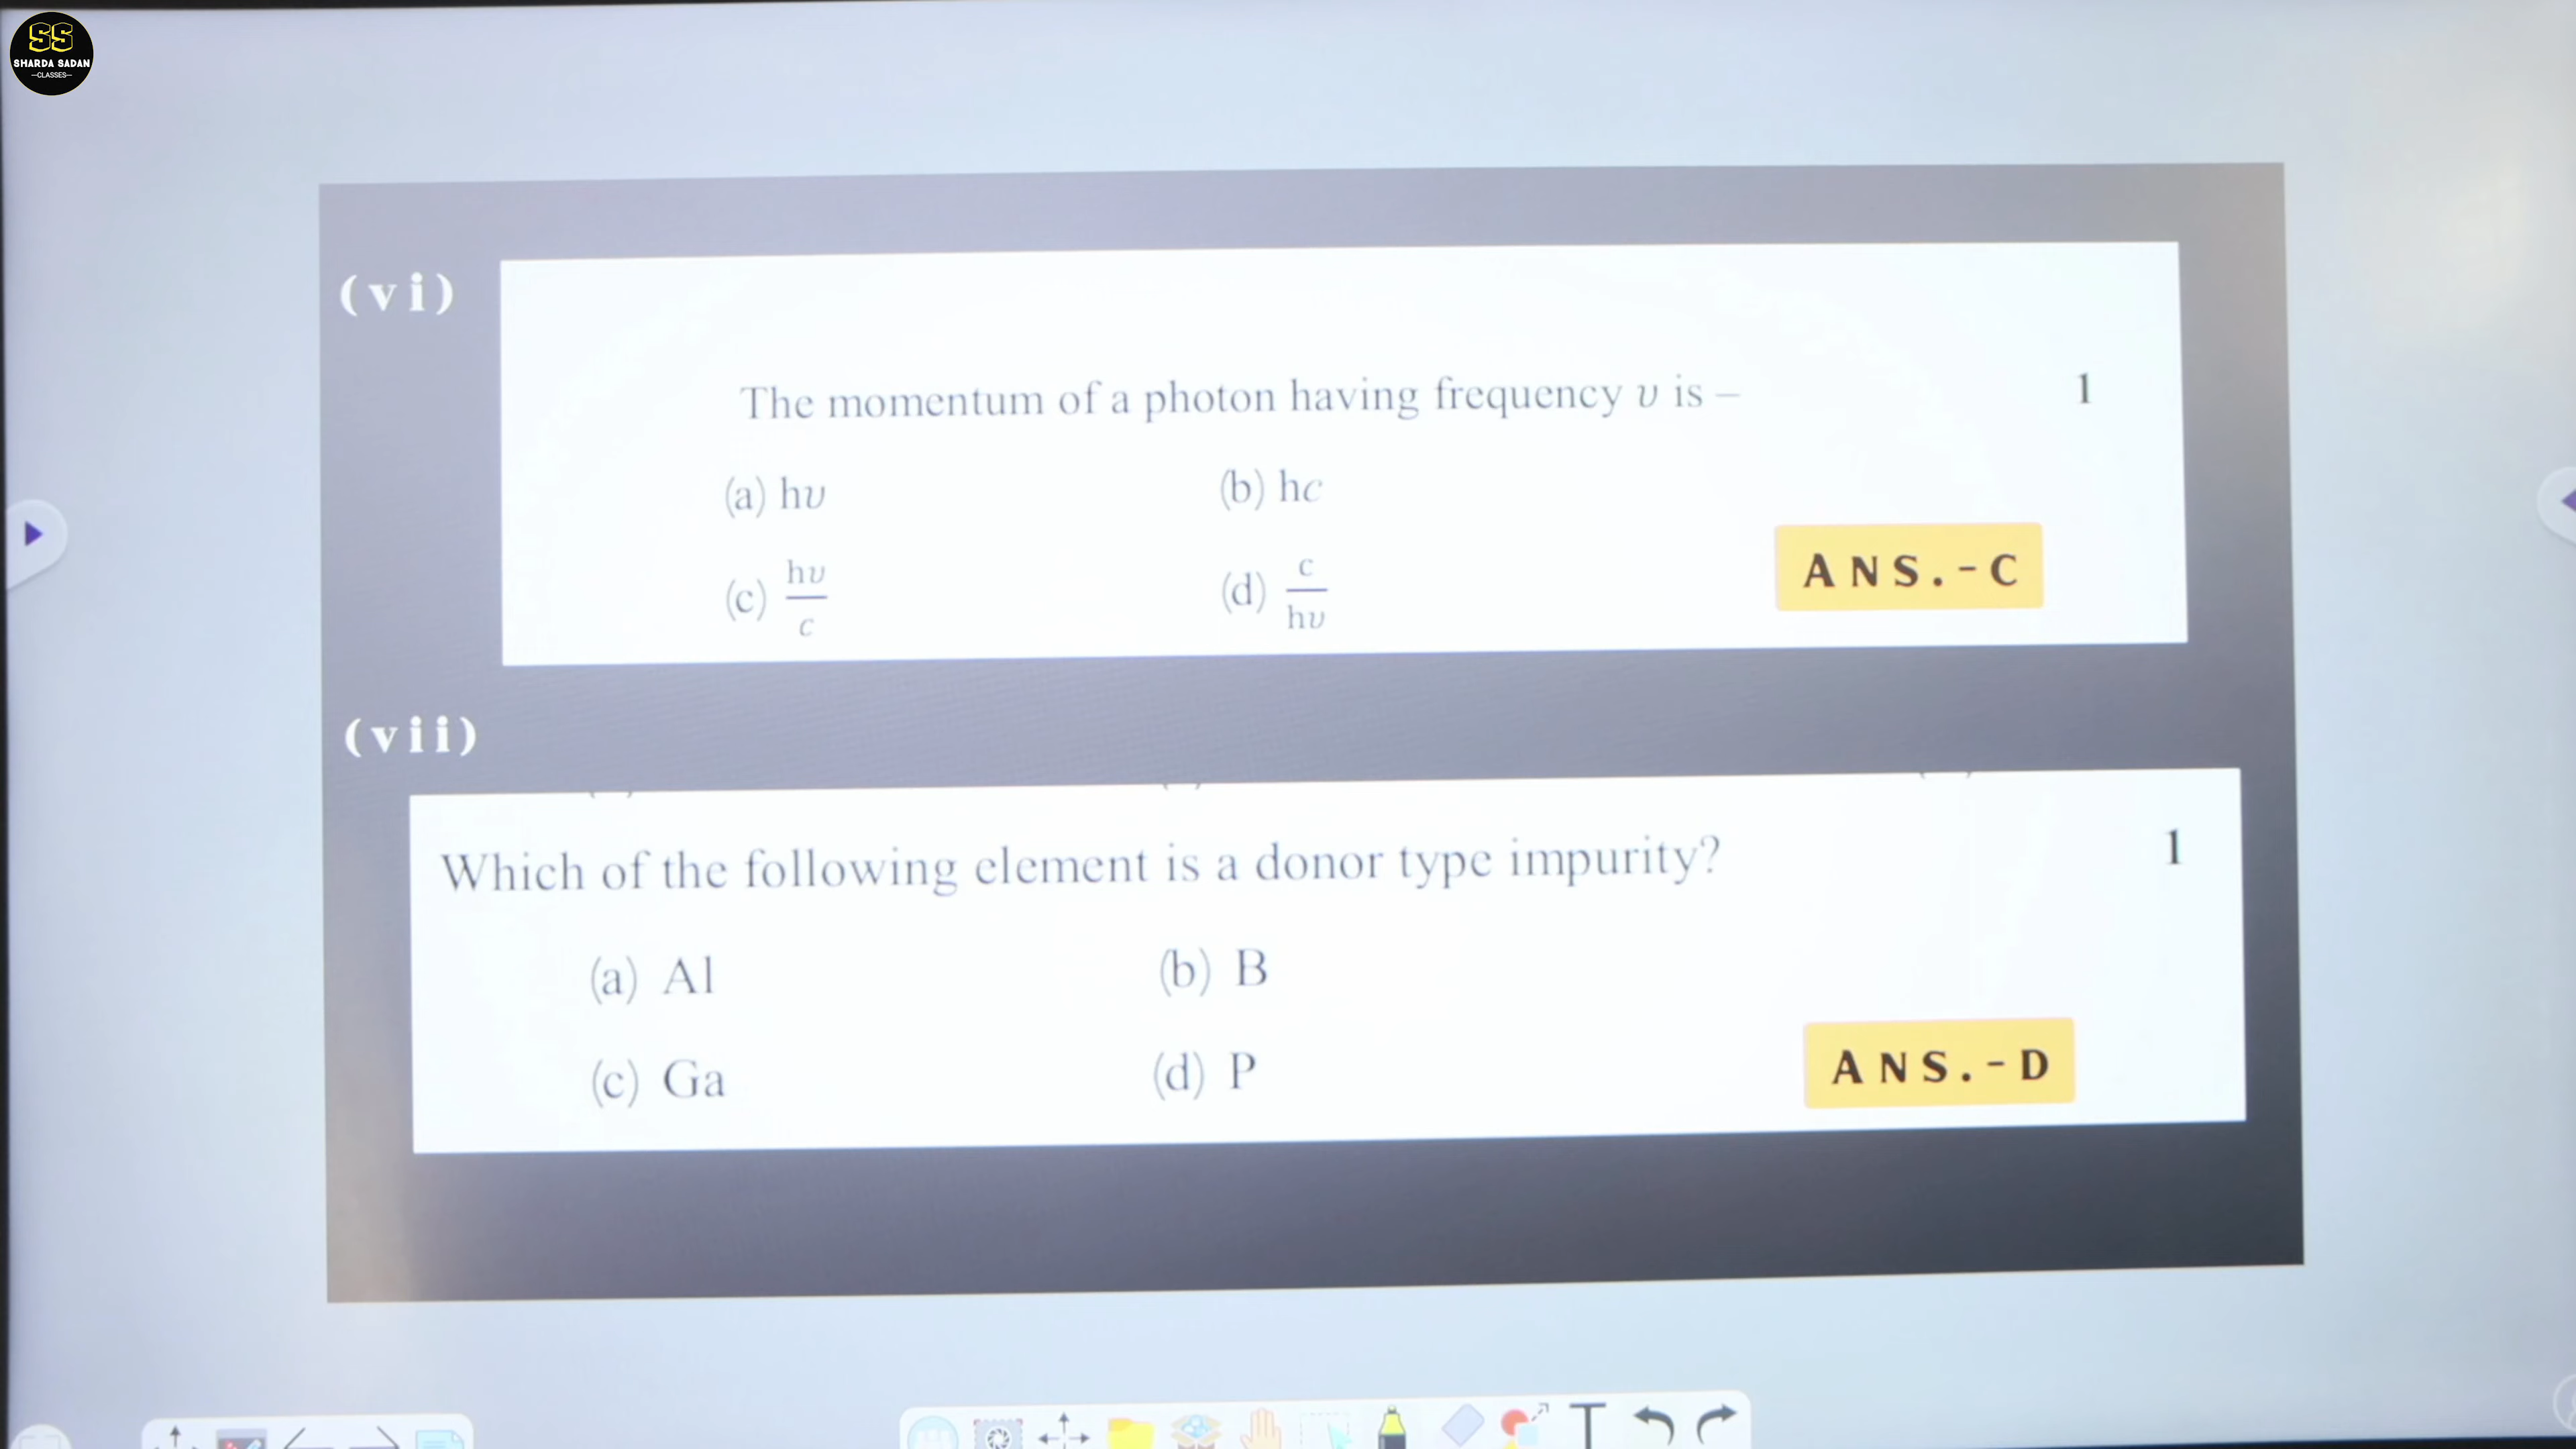 SS
SHARDA SADAN
—CLASSES—
(vi)
The momentum of a photon having frequency υ is – 1
(a) hυ (b) hc
(c) hυ/c (d) c/hυ
ANS.-C
(vii)
Which of the following element is a donor type impurity? 1
(a) Al (b) B
(c) Ga (d) P
ANS.-D
T